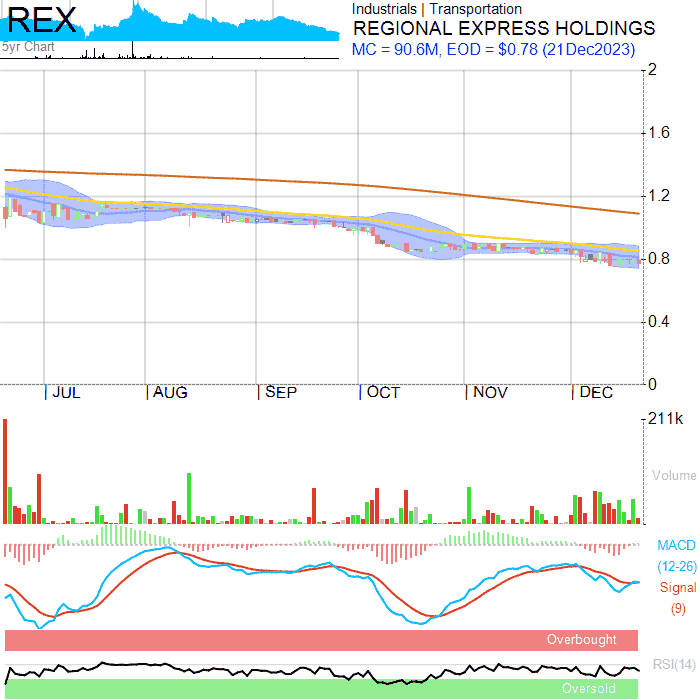 REX
5yr Chart
Industrials | Transportation
REGIONAL EXPRESS HOLDINGS
MC = 90.6M, EOD = $0.78 (21Dec2023)
2
1.6
1.2
0.8
0.4
0
| JUL | AUG | SEP | OCT | NOV | DEC
211k
Volume
MACD
(12-26)
Signal
(9)
Overbought
RSI(14)
Oversold